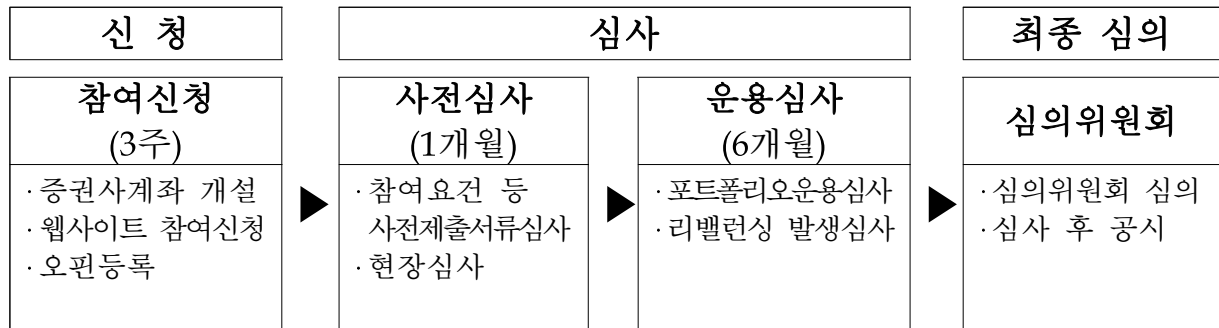 신 청
심사
최종 심의
참여신청
(3주)
· 증권사계좌 개설
· 웹사이트 참여신청
· 오핀등록
사전심사
(1개월)
· 참여요건 등
사전제출서류심사
· 현장심사
운용심사
(6개월)
· 포트폴리오운용심사
· 리밸런싱 발생심사
심의위원회
· 심의위원회 심의
· 심사 후 공시